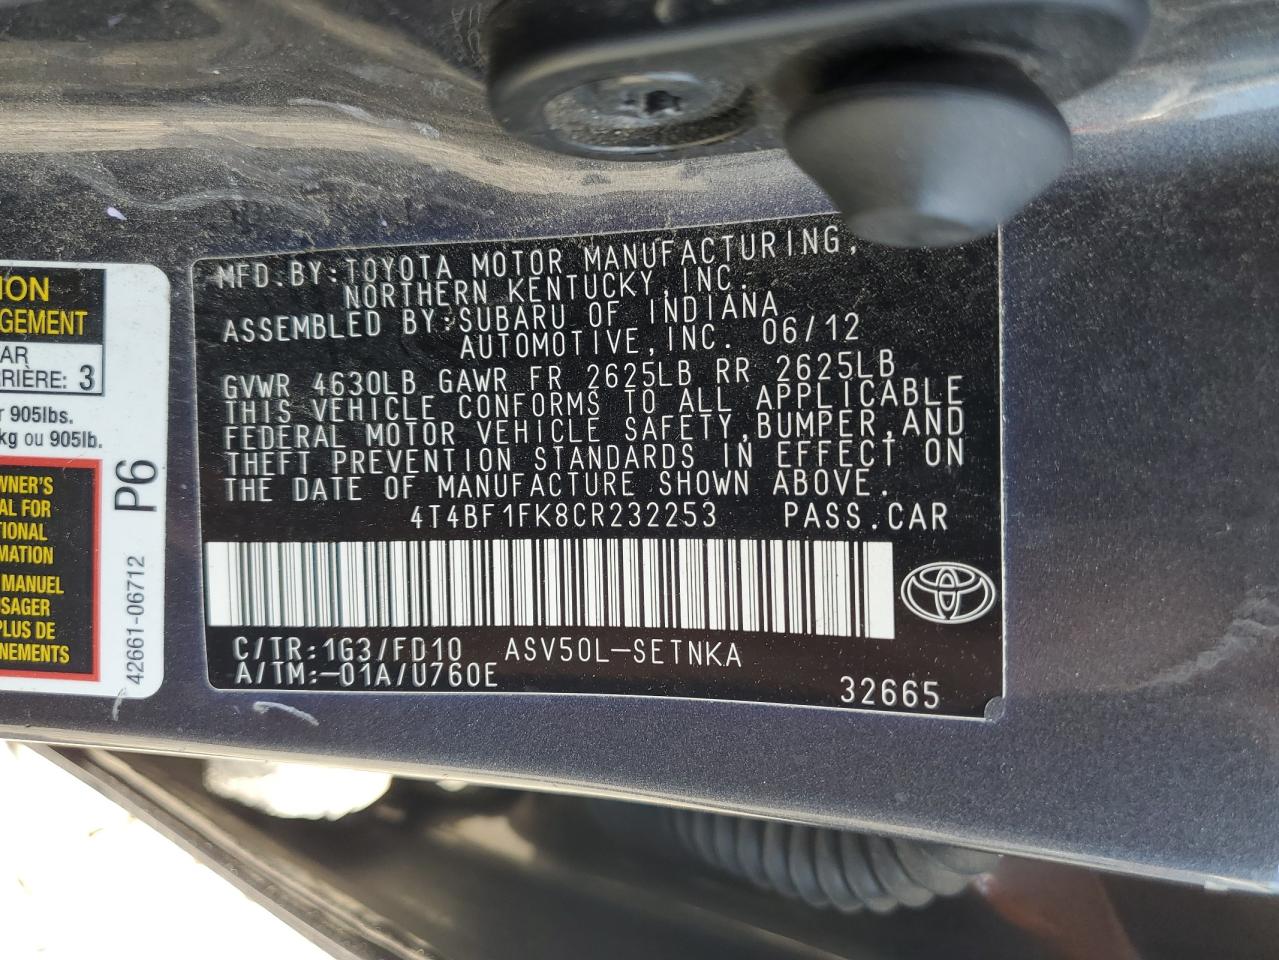 MFD.BY:TOYOTA MOTOR MANUFACTURING,
NORTHERN KENTUCKY,INC.
ASSEMBLED BY:SUBARU OF INDIANA
AUTOMOTIVE,INC. 06/12
GVWR 4630LB GAWR FR 2625LB RR 2625LB
THIS VEHICLE CONFORMS TO ALL APPLICABLE
FEDERAL MOTOR VEHICLE SAFETY,BUMPER,AND
THEFT PREVENTION STANDARDS IN EFFECT ON
THE DATE OF MANUFACTURE SHOWN ABOVE.
4T4BF1FK8CR232253 PASS.CAR
C/TR:1G3/FD10 ASV50L-SETNKA
A/TM:-01A/U760E
32665
ION
GEMENT
AR
RRIÈRE: 3
r 905lbs.
kg ou 905lb.
WNER'S
AL FOR
TIONAL
RMATION
MANUEL
USAGER
PLUS DE
NEMENTS
P6
42661-06712